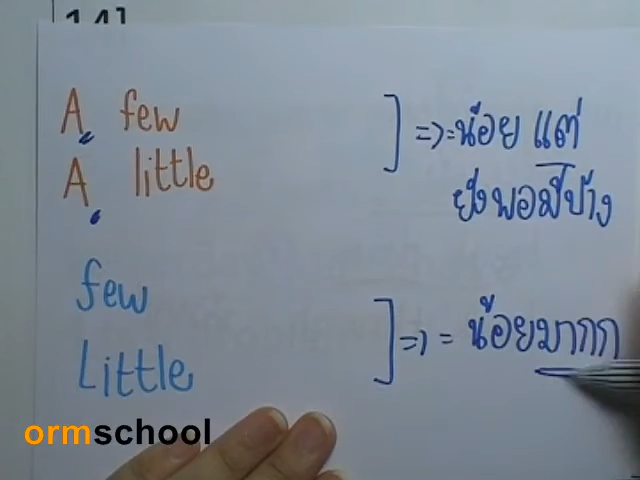 14]
A few
A little
] => = น้อย แต่
ยังพอมีบ้าง
few
Little
] => = น้อยมากก
ormschool